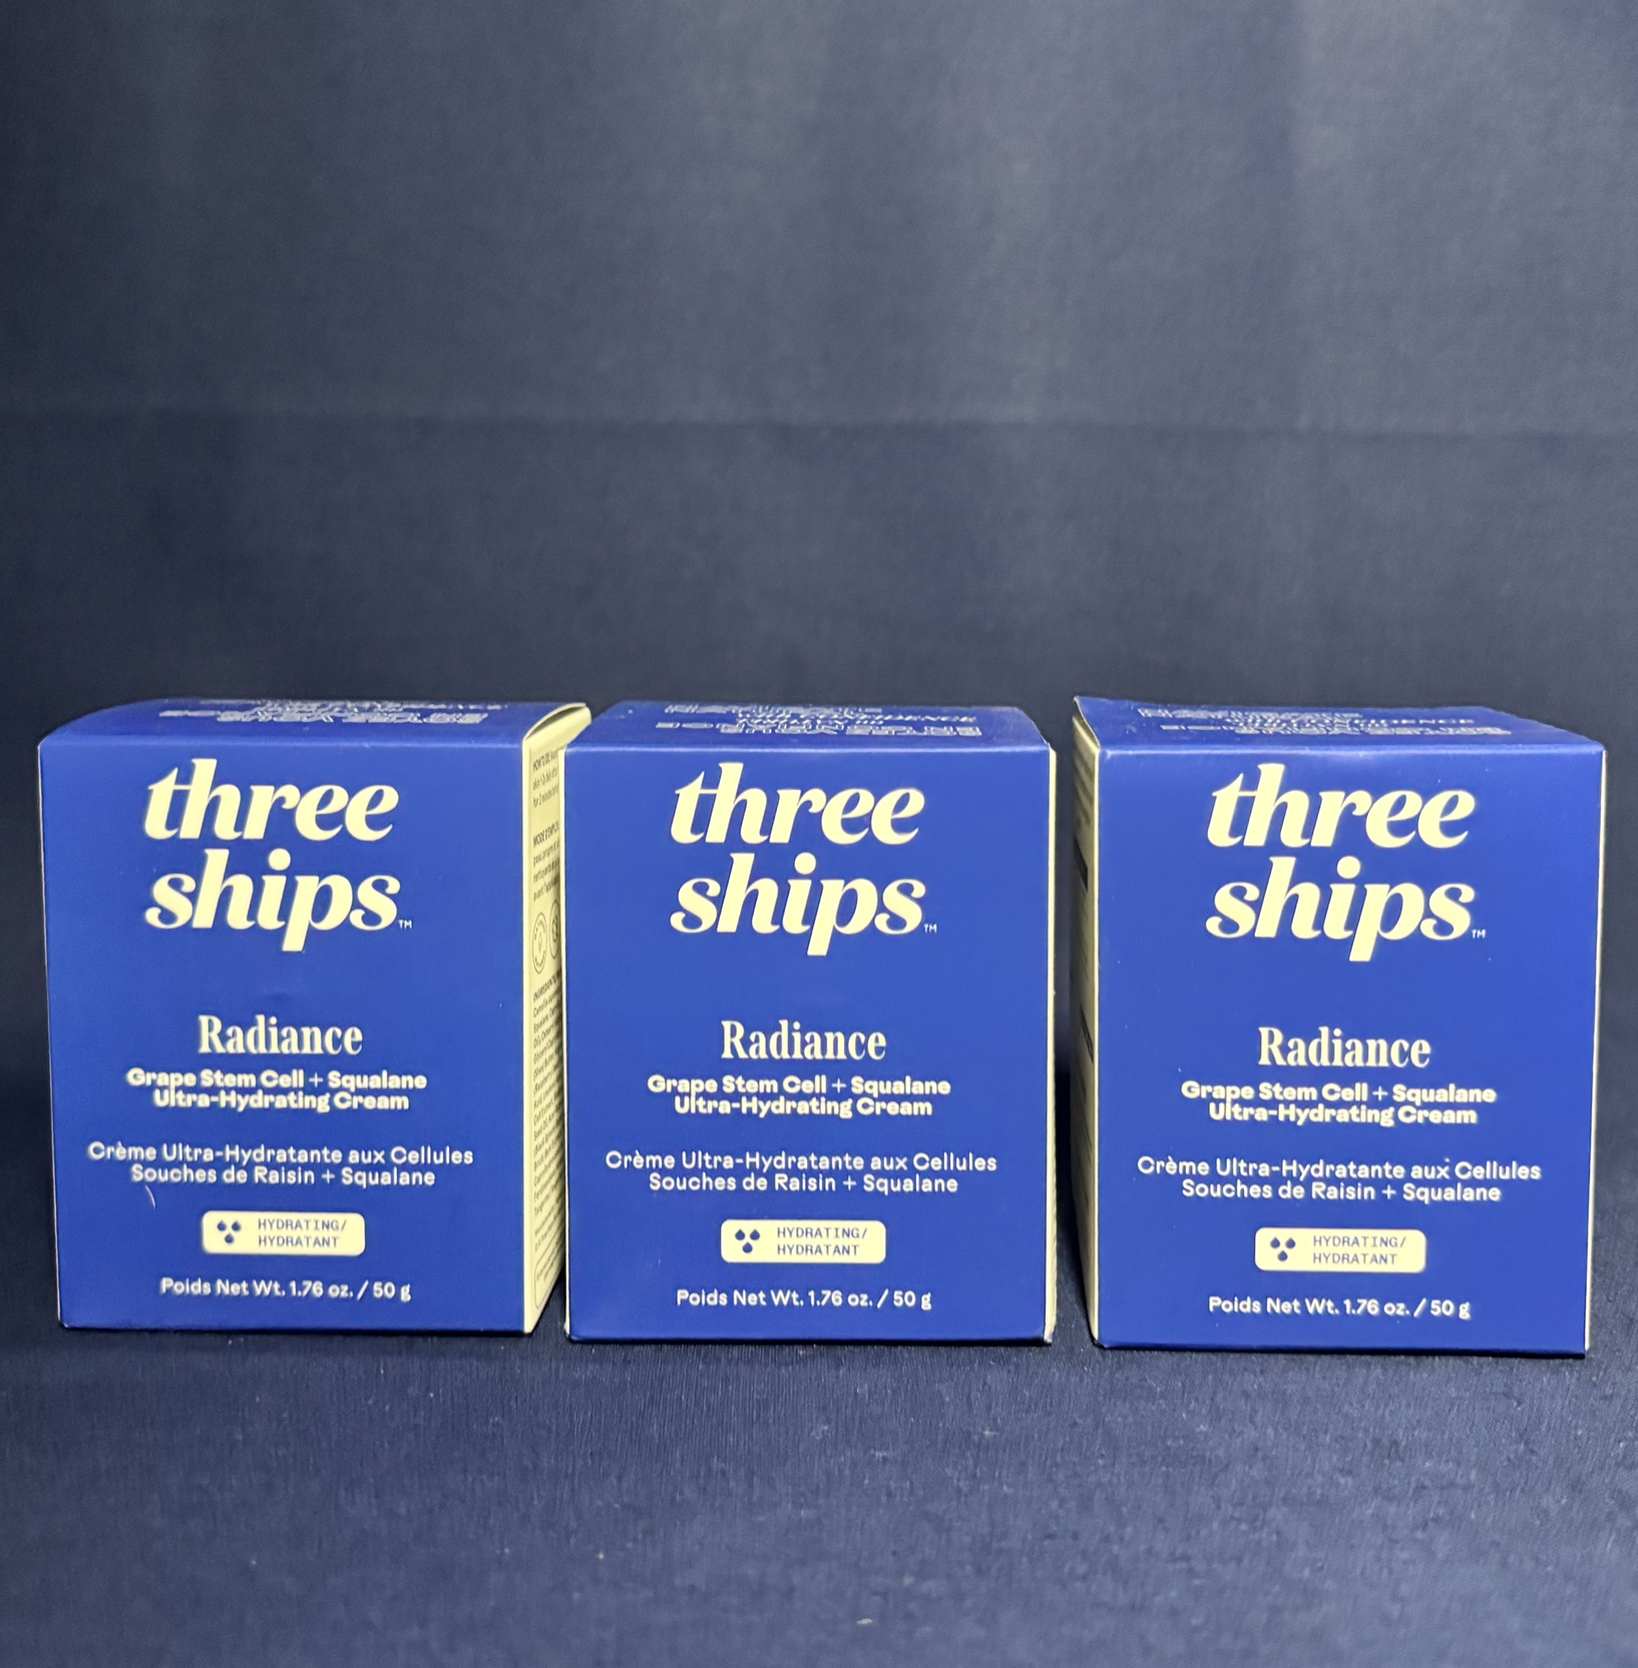 three
ships™
Radiance
Grape Stem Cell + Squalane
Ultra-Hydrating Cream
Crème Ultra-Hydratante aux Cellules
Souches de Raisin + Squalane
HYDRATING/
HYDRATANT
Poids Net Wt. 1.76 oz. / 50 g
three
ships™
Radiance
Grape Stem Cell + Squalane
Ultra-Hydrating Cream
Crème Ultra-Hydratante aux Cellules
Souches de Raisin + Squalane
HYDRATING/
HYDRATANT
Poids Net Wt. 1.76 oz. / 50 g
three
ships™
Radiance
Grape Stem Cell + Squalane
Ultra-Hydrating Cream
Crème Ultra-Hydratante aux Cellules
Souches de Raisin + Squalane
HYDRATING/
HYDRATANT
Poids Net Wt. 1.76 oz. / 50 g